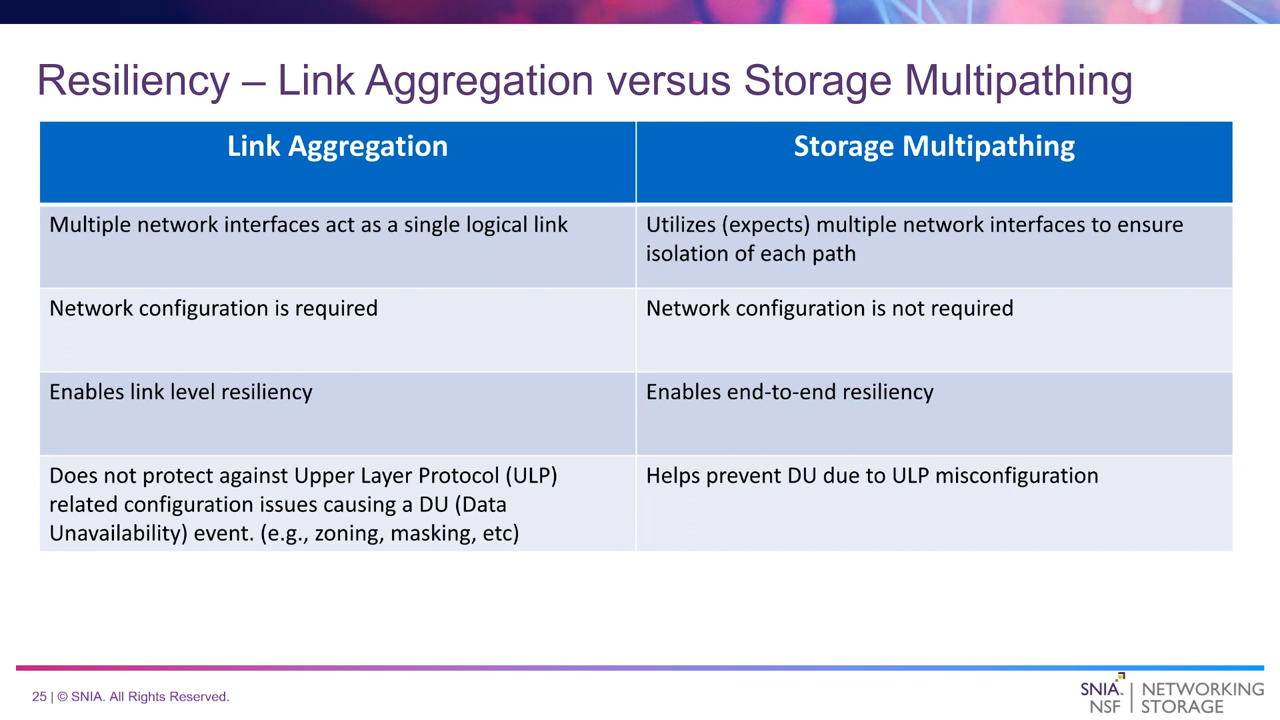 Resiliency – Link Aggregation versus Storage Multipathing
Link Aggregation
Storage Multipathing
Multiple network interfaces act as a single logical link
Utilizes (expects) multiple network interfaces to ensure
isolation of each path
Network configuration is required
Network configuration is not required
Enables link level resiliency
Enables end-to-end resiliency
Does not protect against Upper Layer Protocol (ULP)
related configuration issues causing a DU (Data
Unavailability) event. (e.g., zoning, masking, etc)
Helps prevent DU due to ULP misconfiguration
25 | © SNIA. All Rights Reserved.
SNIA. | NETWORKING
NSF | STORAGE